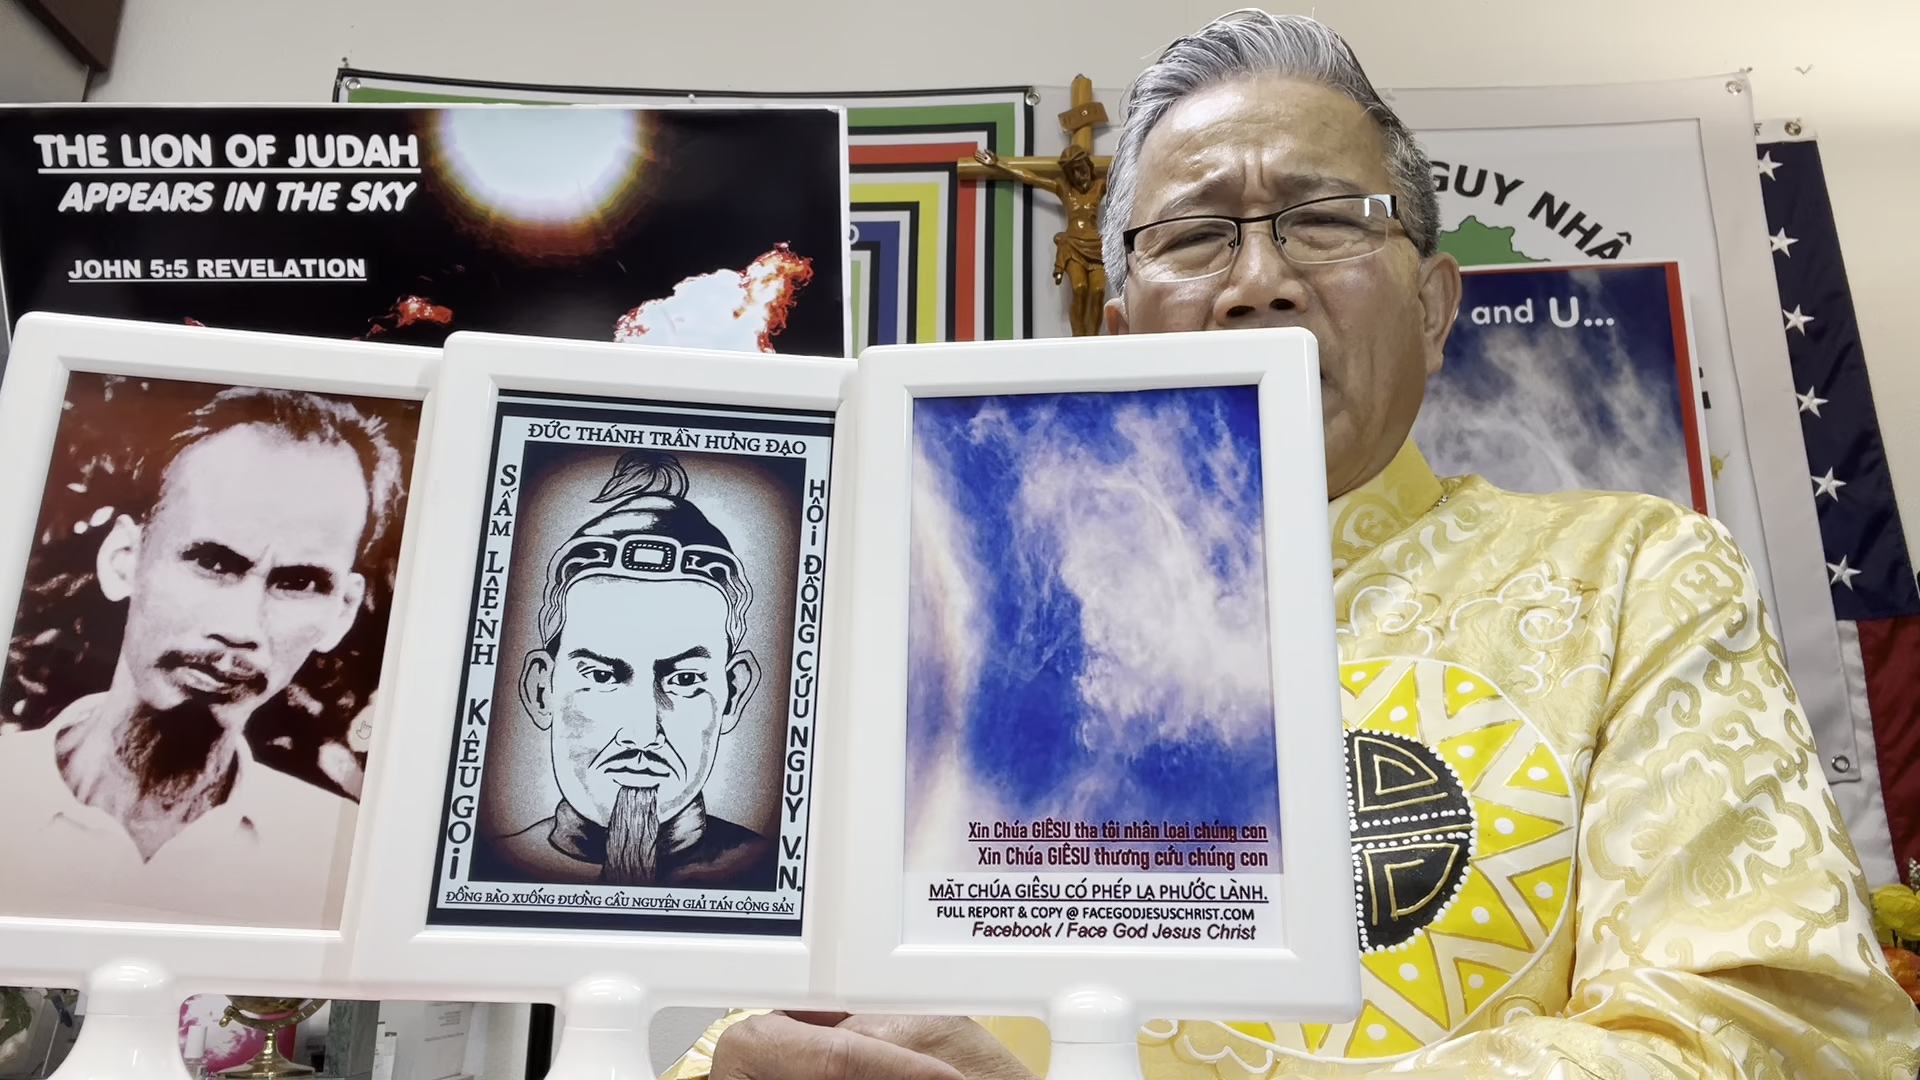 THE LION OF JUDAH
APPEARS IN THE SKY
JOHN 5:5 REVELATION
GUY NHÂ
and U...
ĐỨC THÁNH TRẦN HƯNG ĐẠO
SẤM LỆNH KÊU GỌI
HỘI ĐỒNG CỨU NGUY V.N.
ĐỒNG BÀO XUỐNG ĐƯỜNG CẦU NGUYỆN GIẢI TÁN CỘNG SẢN
Xin Chúa GIÊSU tha tội nhân loại chúng con
Xin Chúa GIÊSU thương cứu chúng con
MẶT CHÚA GIÊSU CÓ PHÉP LẠ PHƯỚC LÀNH.
FULL REPORT & COPY @ FACEGODJESUSCHRIST.COM
Facebook / Face God Jesus Christ